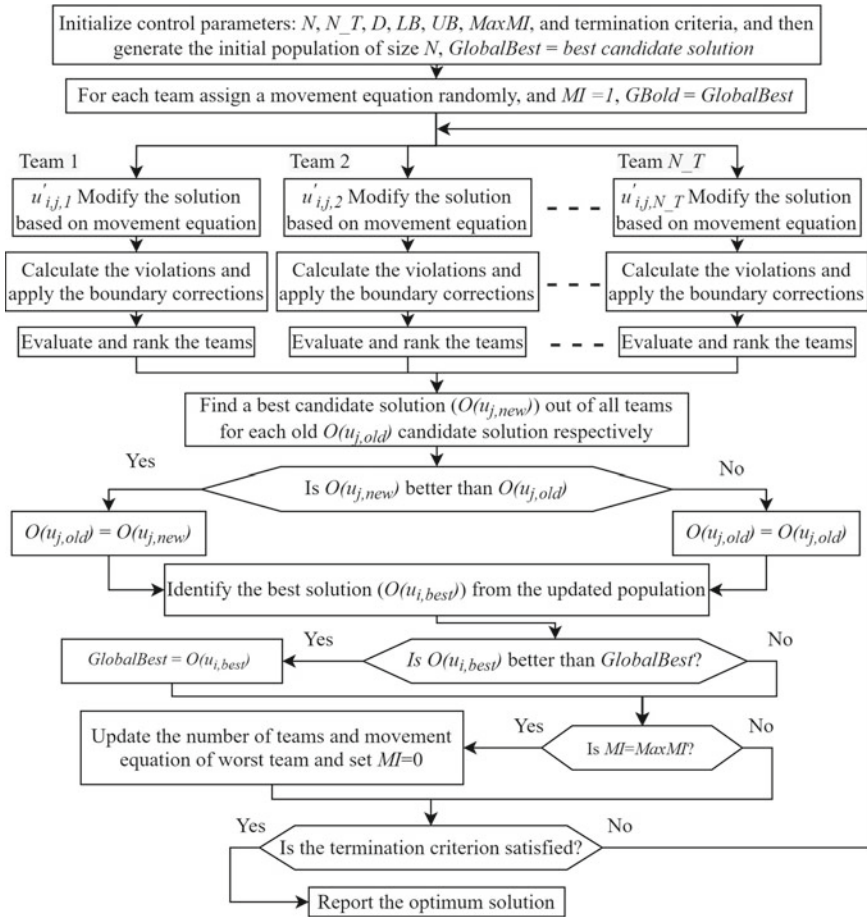 Initialize control parameters: N, N_T, D, LB, UB, MaxMI, and termination criteria, and then
generate the initial population of size N, GlobalBest = best candidate solution
For each team assign a movement equation randomly, and MI =1, GBold = GlobalBest
Team 1
Team 2
Team N_T
u'i,j,1 Modify the solution
based on movement equation
u'i,j,2 Modify the solution
based on movement equation
u'i,j,N_T Modify the solution
based on movement equation
Calculate the violations and
apply the boundary corrections
Calculate the violations and
apply the boundary corrections
Calculate the violations and
apply the boundary corrections
Evaluate and rank the teams
Evaluate and rank the teams
Evaluate and rank the teams
Find a best candidate solution (O(uj,new)) out of all teams
for each old O(uj,old) candidate solution respectively
Yes
Is O(uj,new) better than O(uj,old)
No
O(uj,old) = O(uj,new)
O(uj,old) = O(uj,old)
Identify the best solution (O(ui,best)) from the updated population
Yes
No
GlobalBest = O(ui,best)
Is O(ui,best) better than GlobalBest?
Update the number of teams and movement
equation of worst team and set MI=0
Yes
Is MI=MaxMI?
No
Yes
Is the termination criterion satisfied?
No
Report the optimum solution